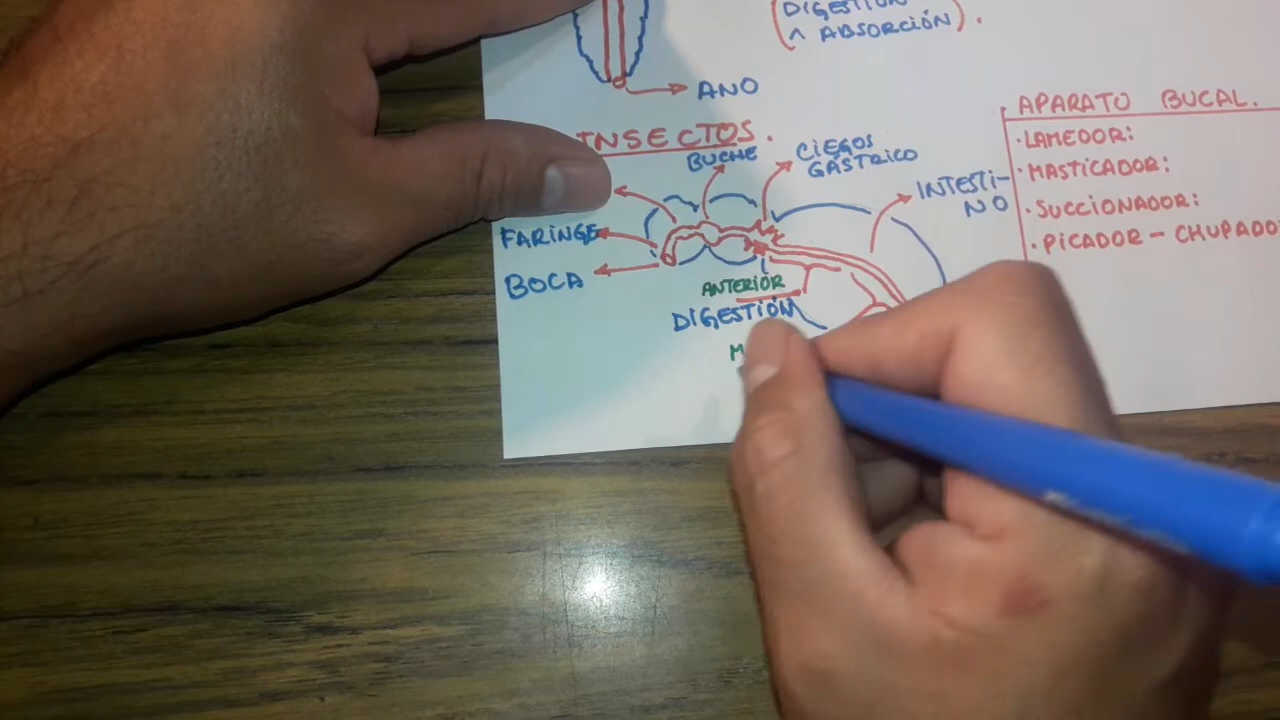 DIGESTIÓN
^ ABSORCIÓN).
ANO
INSECTOS.
BUCHE
CIEGOS
GÁSTRICO
INTESTI-
NO
FARINGE
BOCA
ANTERIOR
DIGESTIÓN
M
APARATO BUCAL.
·LAMEDOR:
·MASTICADOR:
·SUCCIONADOR:
·PICADOR-CHUPADO